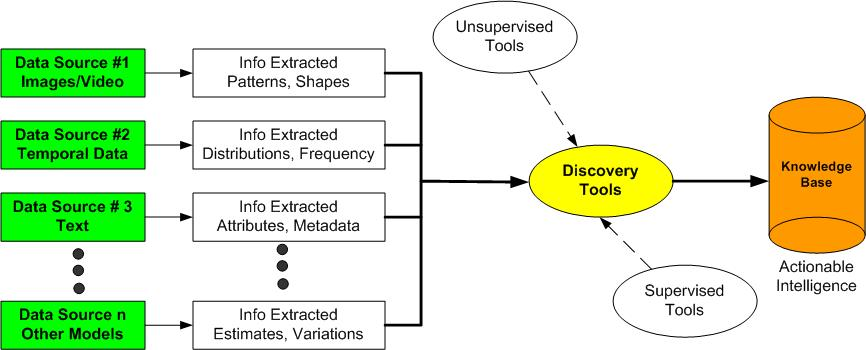 Data Source #1
Images/Video
Info Extracted
Patterns, Shapes
Data Source #2
Temporal Data
Info Extracted
Distributions, Frequency
Data Source # 3
Text
Info Extracted
Attributes, Metadata
Data Source n
Other Models
Info Extracted
Estimates, Variations
Unsupervised
Tools
Discovery
Tools
Supervised
Tools
Knowledge
Base
Actionable
Intelligence